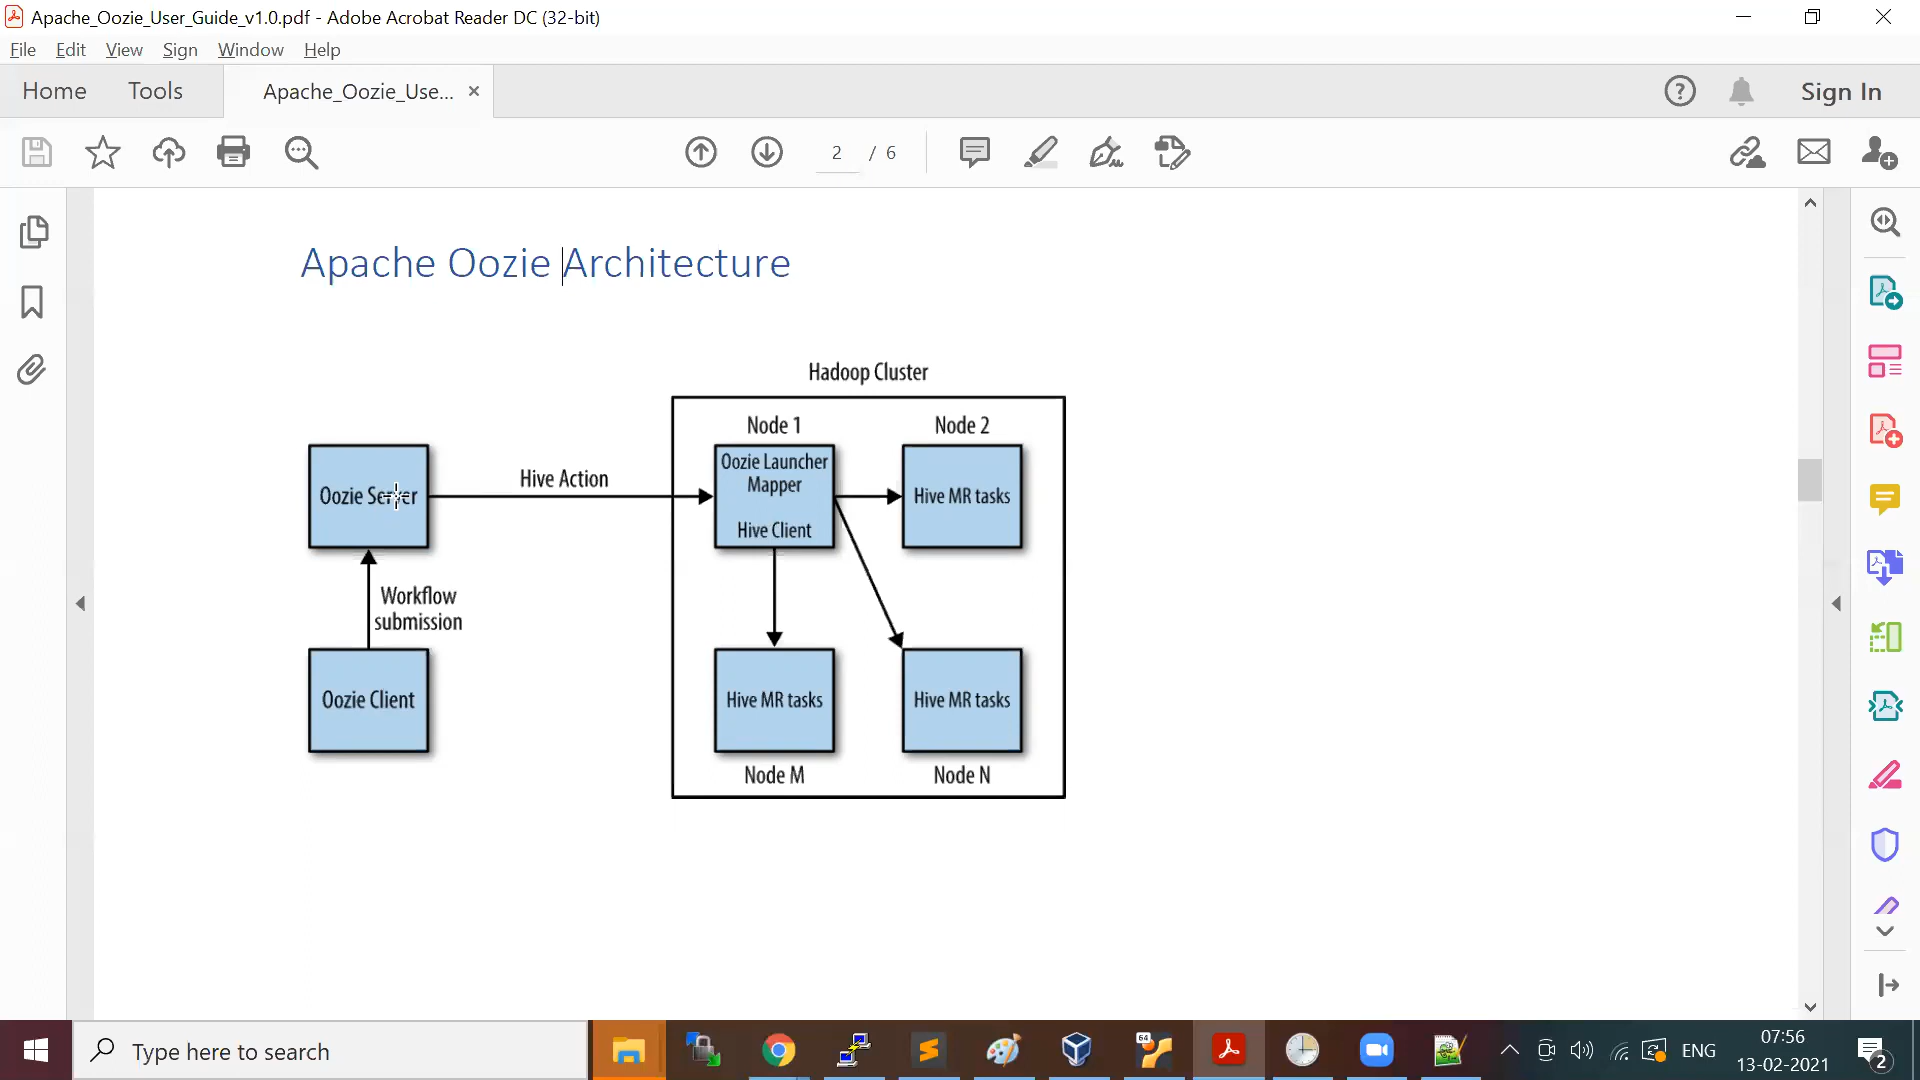 Apache_Oozie_User_Guide_v1.0.pdf - Adobe Acrobat Reader DC (32-bit)
File Edit View Sign Window Help
Home Tools Apache_Oozie_Use... × Sign In
2 / 6
Apache Oozie Architecture
Hadoop Cluster
Node 1 Node 2
Oozie Server
Hive Action
Oozie Launcher
Mapper
Hive Client
Hive MR tasks
Workflow
submission
Oozie Client
Hive MR tasks
Hive MR tasks
Node M Node N
Type here to search
64
ENG
07:56
13-02-2021
2